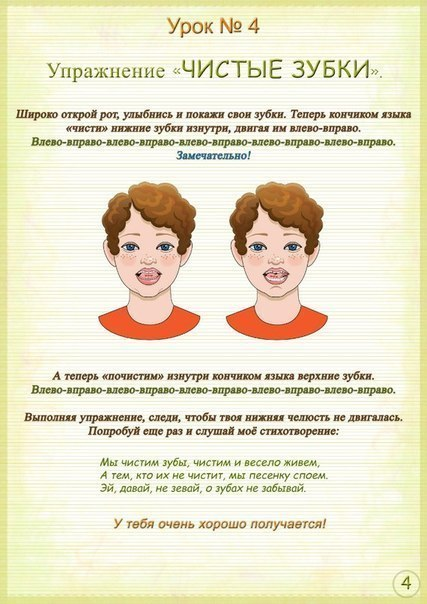 Урок № 4
Упражнение «ЧИСТЫЕ ЗУБКИ».
Широко открой рот, улыбнись и покажи свои зубки. Теперь кончиком языка
«чисти» нижние зубки изнутри, двигая им влево-вправо.
Влево-вправо-влево-вправо-влево-вправо-влево-вправо-влево-вправо.
Замечательно!
А теперь «почистим» изнутри кончиком языка верхние зубки.
Влево-вправо-влево-вправо-влево-вправо-влево-вправо-влево-вправо.
Выполняя упражнение, следи, чтобы твоя нижняя челюсть не двигалась.
Попробуй еще раз и слушай моё стихотворение:
Мы чистим зубы, чистим и весело живем,
А тем, кто их не чистит, мы песенку споем.
Эй, давай, не зевай, о зубах не забывай.
У тебя очень хорошо получается!
4